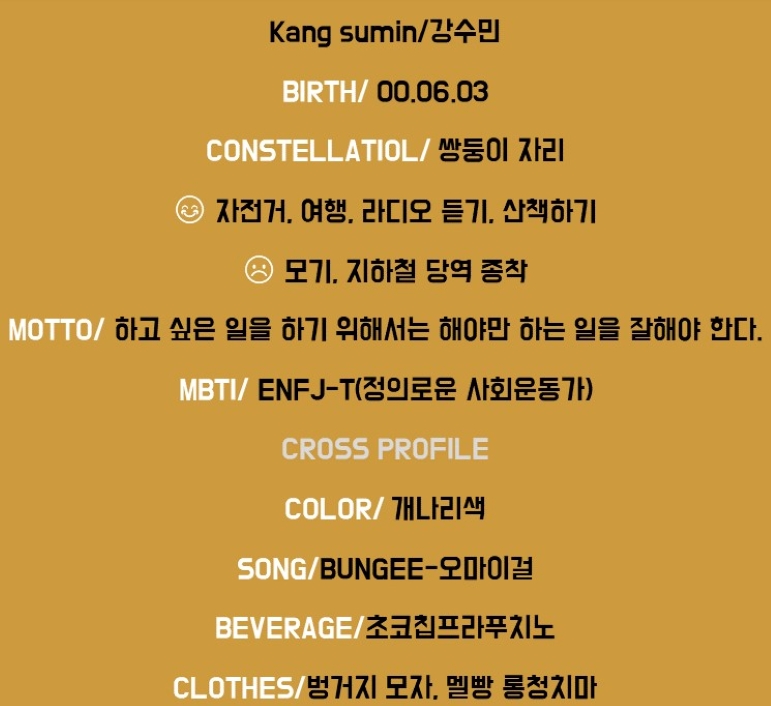 Kang sumin/강수민
BIRTH/ 00.06.03
CONSTELLATIOL/ 쌍둥이 자리
자전거, 여행, 라디오 듣기, 산책하기
모기, 지하철 당역 종착
MOTTO/ 하고 싶은 일을 하기 위해서는 해야만 하는 일을 잘해야 한다.
MBTI/ ENFJ-T(정의로운 사회운동가)
CROSS PROFILE
COLOR/ 개나리색
SONG/BUNGEE-오마이걸
BEVERAGE/초코칩프라푸치노
CLOTHES/벙거지 모자, 멜빵 롱청치마